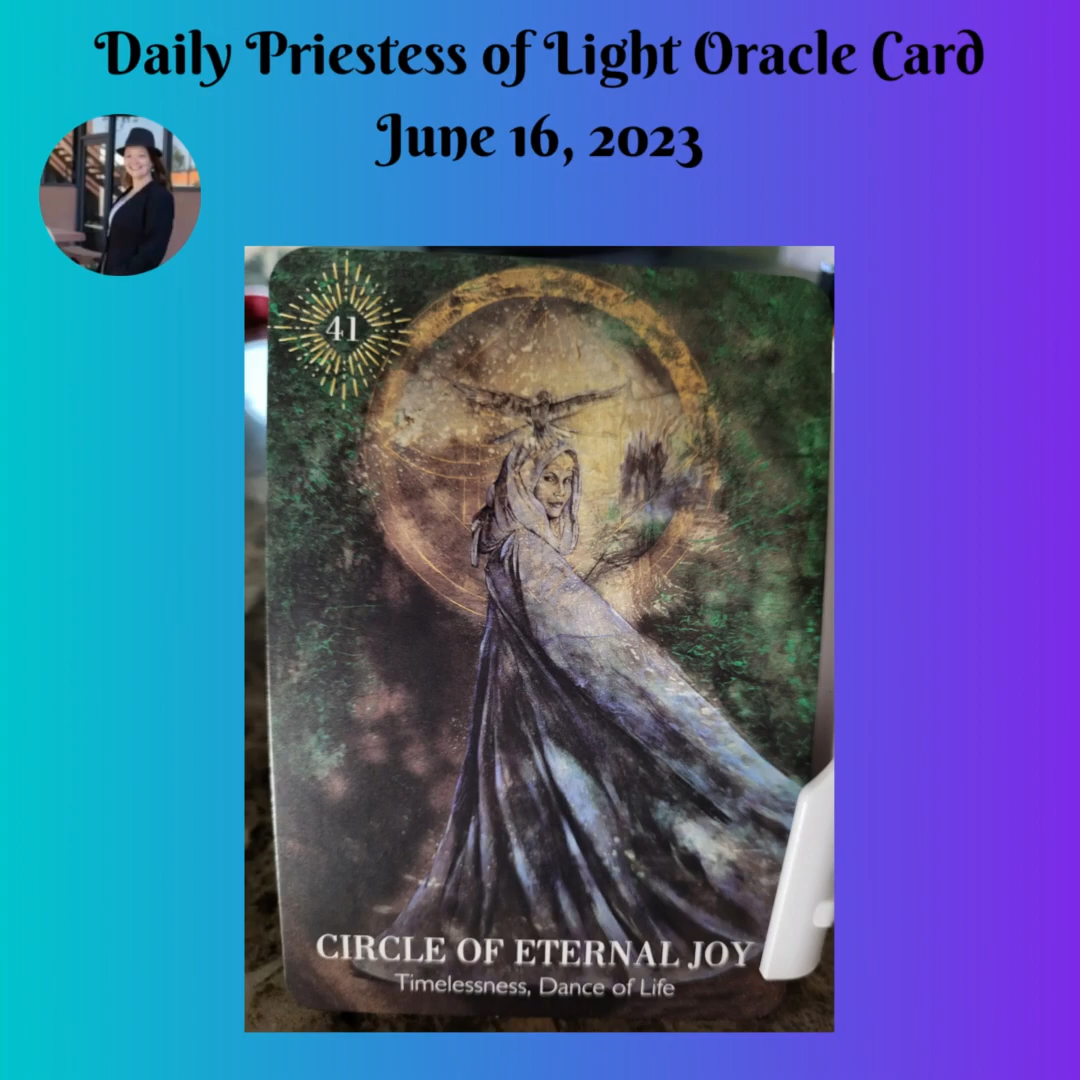 Daily Priestess of Light Oracle Card
June 16, 2023
41
CIRCLE OF ETERNAL JOY
Timelessness, Dance of Life